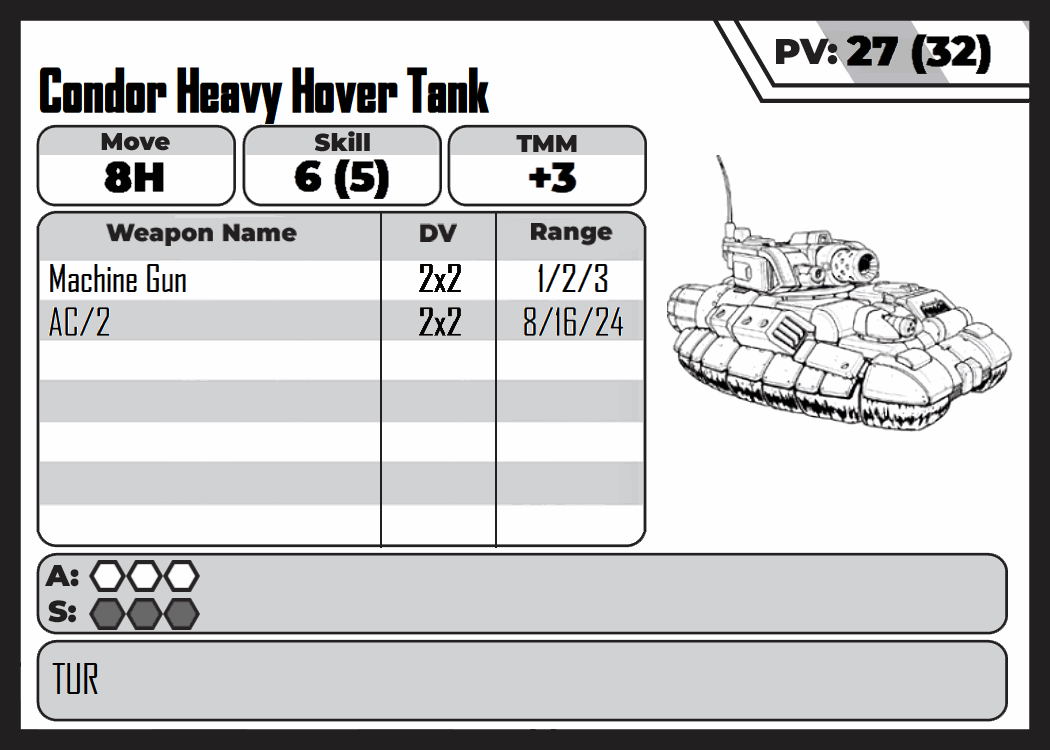 PV: 27 (32)
Condor Heavy Hover Tank
Move Skill TMM
8H 6 (5) +3
Weapon Name DV Range
Machine Gun 2x2 1/2/3
AC/2 2x2 8/16/24
A:
S:
TUR